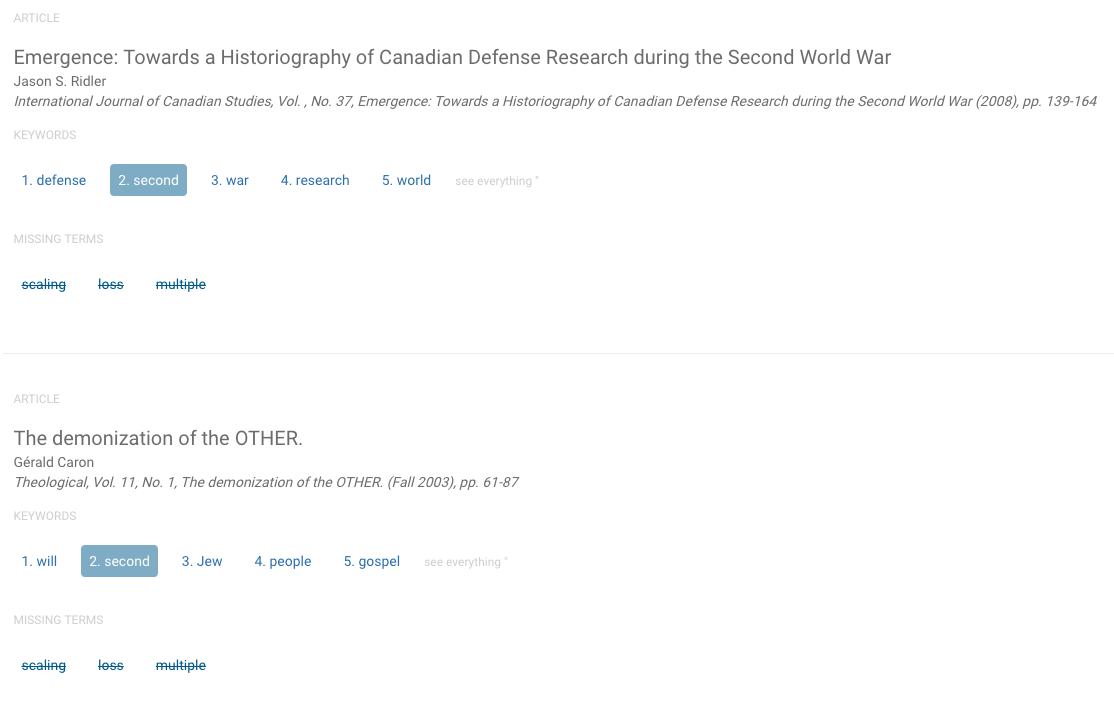 ARTICLE
Emergence: Towards a Historiography of Canadian Defense Research during the Second World War
Jason S. Ridler
International Journal of Canadian Studies, Vol. , No. 37, Emergence: Towards a Historiography of Canadian Defense Research during the Second World War (2008), pp. 139-164
KEYWORDS
1. defense 2. second 3. war 4. research 5. world see everything ˚
MISSING TERMS
scaling loss multiple
ARTICLE
The demonization of the OTHER.
Gérald Caron
Theological, Vol. 11, No. 1, The demonization of the OTHER. (Fall 2003), pp. 61-87
KEYWORDS
1. will 2. second 3. Jew 4. people 5. gospel see everything ˚
MISSING TERMS
scaling loss multiple